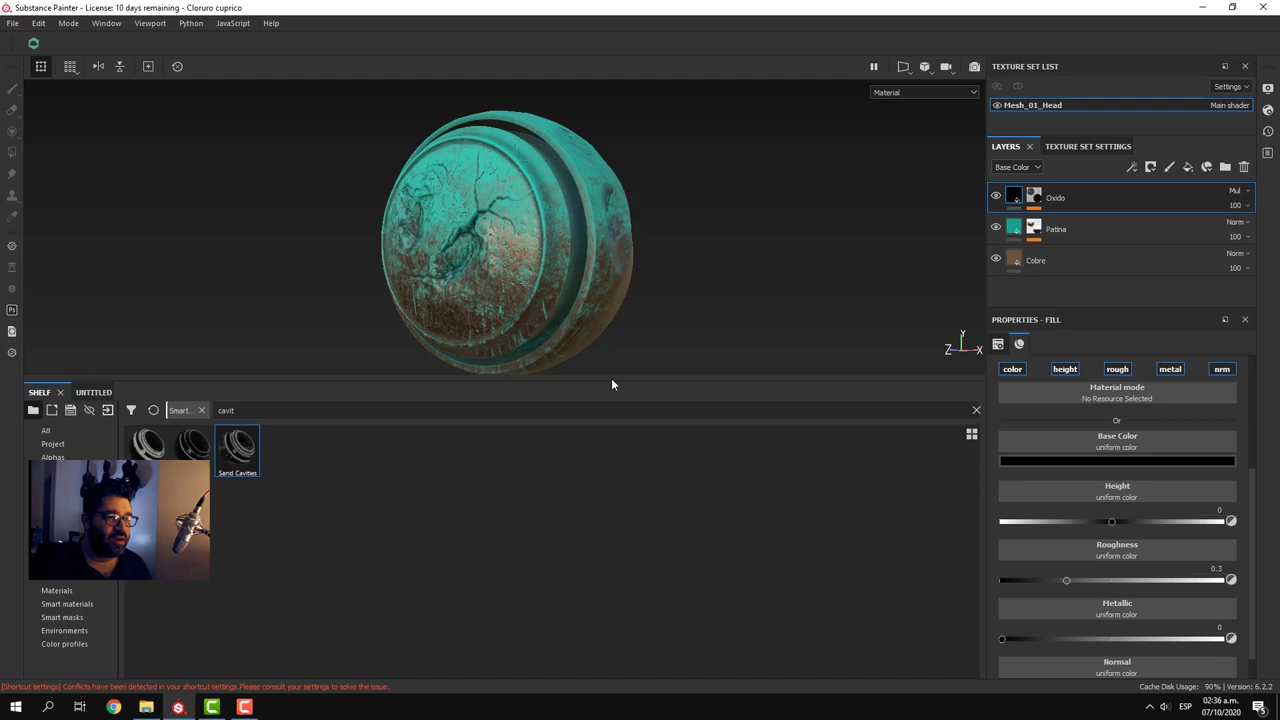 Substance Painter - License: 10 days remaining - Cloruro cuprico
File Edit Mode Window Viewport Python JavaScript Help
Material
TEXTURE SET LIST
Settings
Mesh_01_Head Main shader
LAYERS TEXTURE SET SETTINGS
Base Color
Mul
Oxido
100
Norm
Patina
100
Norm
Cobre
100
PROPERTIES - FILL
Y
Z X
color height rough metal nrm
Material mode
No Resource Selected
Or
Base Color
uniform color
Height
uniform color
0
Roughness
uniform color
0.3
Metallic
uniform color
0
Normal
uniform color
SHELF UNTITLED
Smart... cavit
All
Project
Alphas
Sand Cavities
Materials
Smart materials
Smart masks
Environments
Color profiles
[Shortcut settings] Conflicts have been detected in your shortcut settings.Please consult your settings to solve the issue.
Cache Disk Usage: 90% | Version: 6.2.2
Ps
ESP
02:36 a.m.
07/10/2020
5